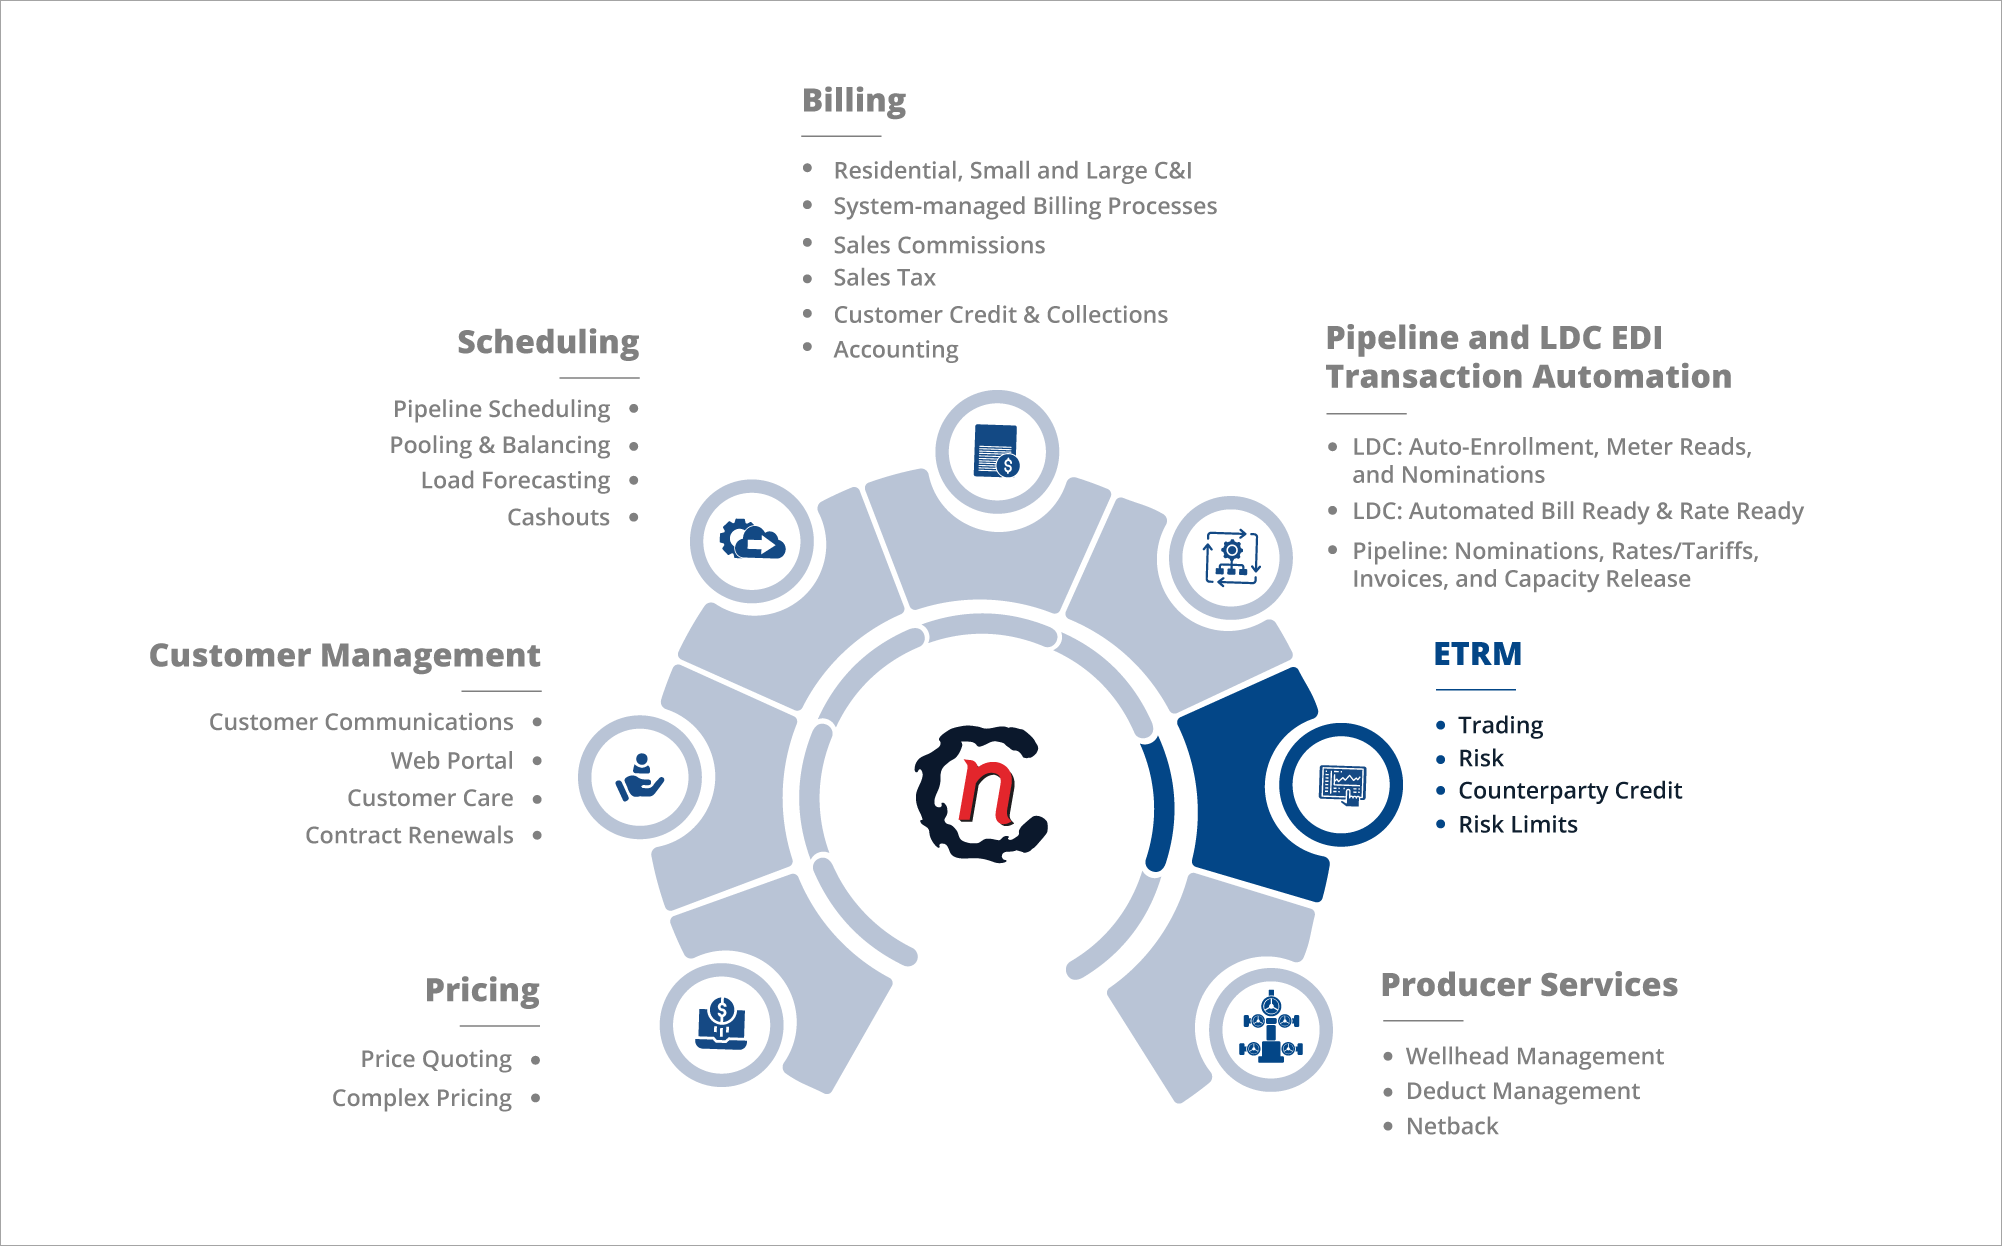 Billing
Residential, Small and Large C&I
System-managed Billing Processes
Sales Commissions
Sales Tax
Customer Credit & Collections
Accounting
Scheduling
Pipeline Scheduling
Pooling & Balancing
Load Forecasting
Cashouts
Pipeline and LDC EDI
Transaction Automation
LDC: Auto-Enrollment, Meter Reads,
and Nominations
LDC: Automated Bill Ready & Rate Ready
Pipeline: Nominations, Rates/Tariffs,
Invoices, and Capacity Release
Customer Management
Customer Communications
Web Portal
Customer Care
Contract Renewals
ETRM
Trading
Risk
Counterparty Credit
Risk Limits
Pricing
Price Quoting
Complex Pricing
Producer Services
Wellhead Management
Deduct Management
Netback
$
$
n